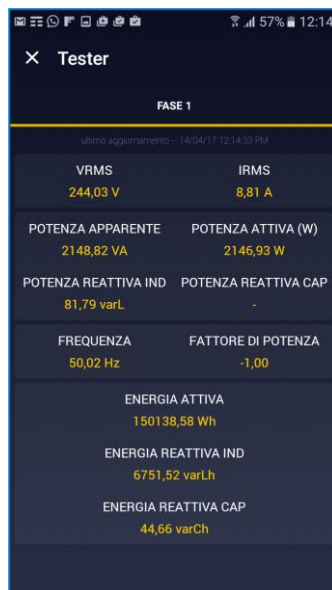 57% 12:14
× Tester
FASE 1
ultimo aggiornamento – 14/04/17 12:14:33 PM
VRMS IRMS
244,03 V 8,81 A
POTENZA APPARENTE POTENZA ATTIVA (W)
2148,82 VA 2146,93 W
POTENZA REATTIVA IND POTENZA REATTIVA CAP
81,79 varL -
FREQUENZA FATTORE DI POTENZA
50,02 Hz -1,00
ENERGIA ATTIVA
150138,58 Wh
ENERGIA REATTIVA IND
6751,52 varLh
ENERGIA REATTIVA CAP
44,66 varCh